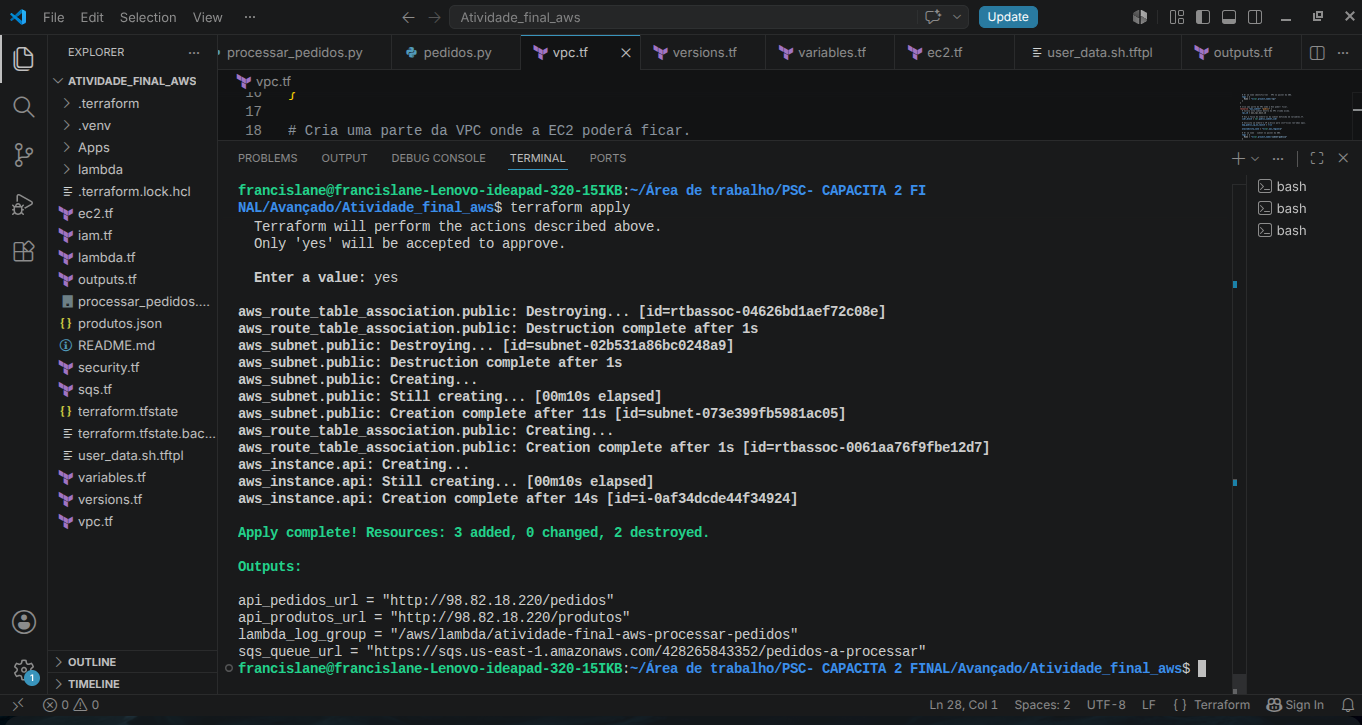 File Edit Selection View ··· Atividade_final_aws Update
EXPLORER ···
processar_pedidos.py pedidos.py vpc.tf versions.tf variables.tf ec2.tf user_data.sh.tftpl outputs.tf ···
ATIVIDADE_FINAL_AWS
.terraform
.venv
Apps
lambda
.terraform.lock.hcl
ec2.tf
iam.tf
lambda.tf
outputs.tf
processar_pedidos....
produtos.json
README.md
security.tf
sqs.tf
terraform.tfstate
terraform.tfstate.bac...
user_data.sh.tftpl
variables.tf
versions.tf
vpc.tf
OUTLINE
TIMELINE
vpc.tf
16 }
17
18 # Cria uma parte da VPC onde a EC2 poderá ficar.
PROBLEMS OUTPUT DEBUG CONSOLE TERMINAL PORTS
francislane@francislane-Lenovo-ideapad-320-15IKB:~/Área de trabalho/PSC- CAPACITA 2 FI
NAL/Avançado/Atividade_final_aws$ terraform apply
Terraform will perform the actions described above.
Only 'yes' will be accepted to approve.
Enter a value: yes
aws_route_table_association.public: Destroying... [id=rtbassoc-04626bd1aef72c08e]
aws_route_table_association.public: Destruction complete after 1s
aws_subnet.public: Destroying... [id=subnet-02b531a86bc0248a9]
aws_subnet.public: Destruction complete after 1s
aws_subnet.public: Creating...
aws_subnet.public: Still creating... [00m10s elapsed]
aws_subnet.public: Creation complete after 11s [id=subnet-073e399fb5981ac05]
aws_route_table_association.public: Creating...
aws_route_table_association.public: Creation complete after 1s [id=rtbassoc-0061aa76f9fbe12d7]
aws_instance.api: Creating...
aws_instance.api: Still creating... [00m10s elapsed]
aws_instance.api: Creation complete after 14s [id=i-0af34dcde44f34924]
Apply complete! Resources: 3 added, 0 changed, 2 destroyed.
Outputs:
api_pedidos_url = "http://98.82.18.220/pedidos"
api_produtos_url = "http://98.82.18.220/produtos"
lambda_log_group = "/aws/lambda/atividade-final-aws-processar-pedidos"
sqs_queue_url = "https://sqs.us-east-1.amazonaws.com/428265843352/pedidos-a-processar"
francislane@francislane-Lenovo-ideapad-320-15IKB:~/Área de trabalho/PSC- CAPACITA 2 FINAL/Avançado/Atividade_final_aws$
bash
bash
bash
1
0 0 Ln 28, Col 1 Spaces: 2 UTF-8 LF { } Terraform Sign In